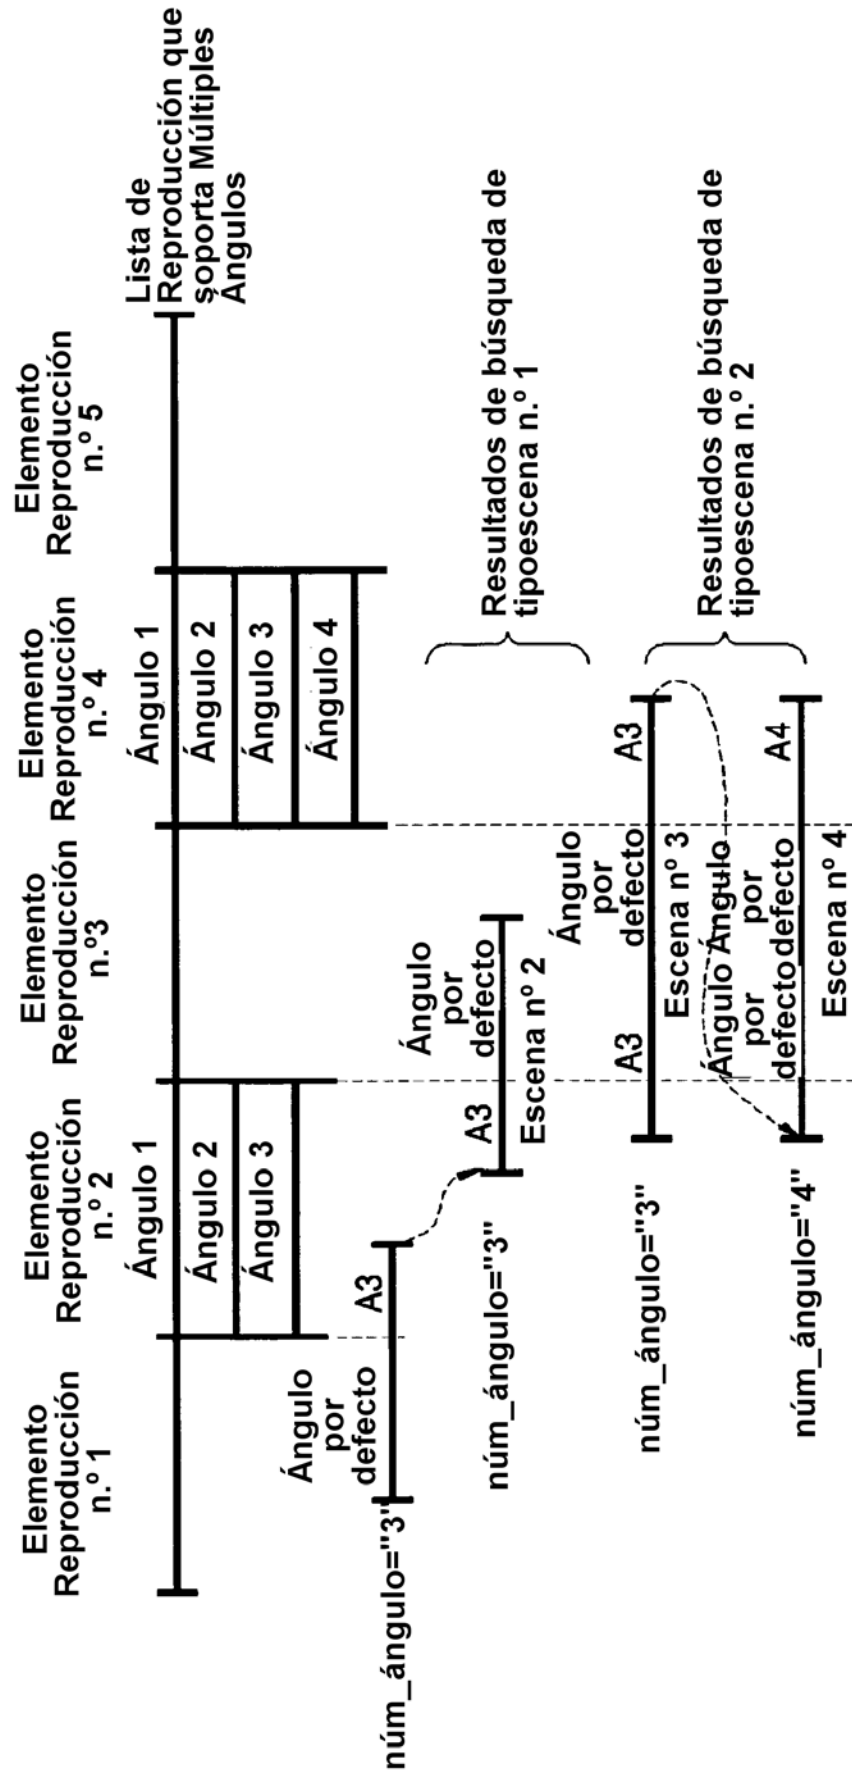 Elemento
Reproducción
n.º 1
Elemento
Reproducción
n.º 2
Elemento
Reproducción
n.º3
Elemento
Reproducción
n.º 4
Elemento
Reproducción
n.º 5
Ángulo 1
Ángulo 2
Ángulo 3
Ángulo 1
Ángulo 2
Ángulo 3
Ángulo 4
Lista de
Reproducción que
soporta Múltiples
Ángulos
Ángulo
por
defecto
A3
núm_ángulo="3"
Ángulo
por
defecto
A3
Escena nº 2
núm_ángulo="3"
Resultados de búsqueda de
tipoescena n.º 1
Ángulo
por
defecto
A3
A3
Escena nº 3
núm_ángulo="3"
Resultados de búsqueda de
tipoescena n.º 2
Ángulo Ángulo
por por
defecto defecto
A4
Escena nº 4
núm_ángulo="4"